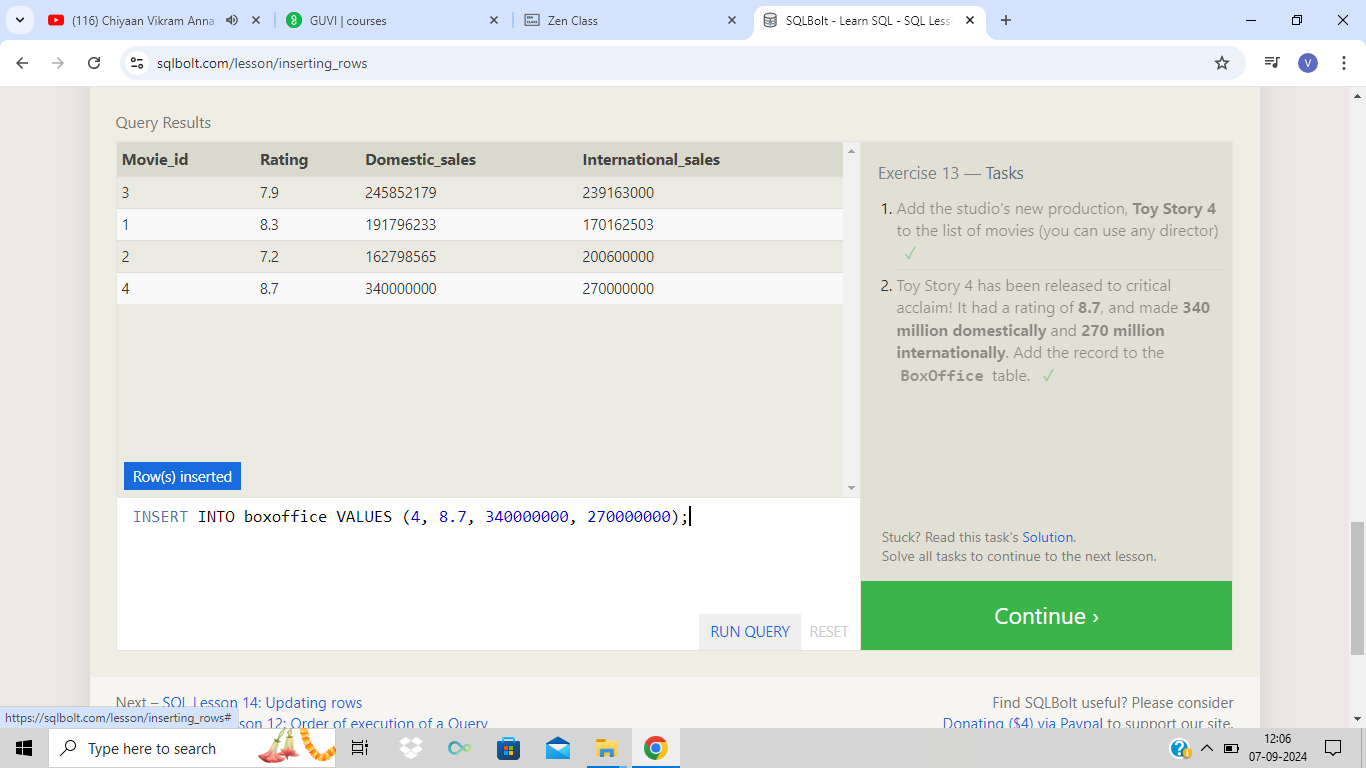 (116) Chiyaan Vikram Anna
GUVI | courses
Zen Class
SQLBolt - Learn SQL - SQL Less
sqlbolt.com/lesson/inserting_rows
V
Query Results
Movie_id Rating Domestic_sales International_sales
3 7.9 245852179 239163000
1 8.3 191796233 170162503
2 7.2 162798565 200600000
4 8.7 340000000 270000000
Row(s) inserted
INSERT INTO boxoffice VALUES (4, 8.7, 340000000, 270000000);
RUN QUERY RESET
Exercise 13 — Tasks
1. Add the studio's new production, Toy Story 4
to the list of movies (you can use any director)
✓
2. Toy Story 4 has been released to critical
acclaim! It had a rating of 8.7, and made 340
million domestically and 270 million
internationally. Add the record to the
BoxOffice table. ✓
Stuck? Read this task's Solution.
Solve all tasks to continue to the next lesson.
Continue ›
Next – SQL Lesson 14: Updating rows
son 12: Order of execution of a Query
Find SQLBolt useful? Please consider
Donating ($4) via Paypal to support our site.
https://sqlbolt.com/lesson/inserting_rows#
Type here to search
12:06
07-09-2024